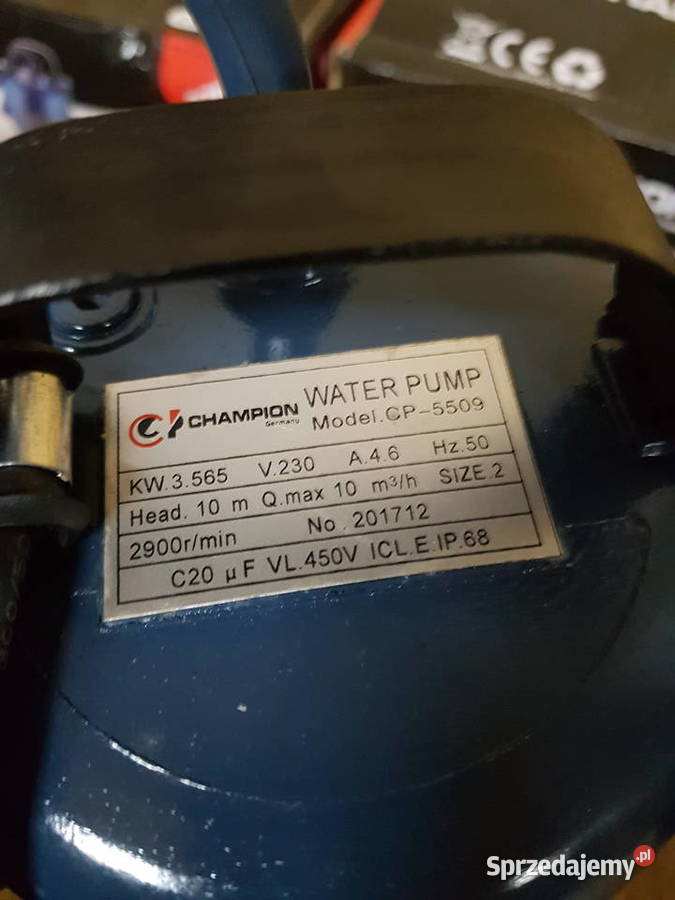 CHAMPION
Germany
WATER PUMP
Model.CP-5509
KW.3.565 V.230 A.4.6 Hz.50
Head. 10 m Q.max 10 m³/h SIZE.2
2900r/min No.201712
C20 µF VL.450V ICL.E.IP.68
Sprzedajemy.pl